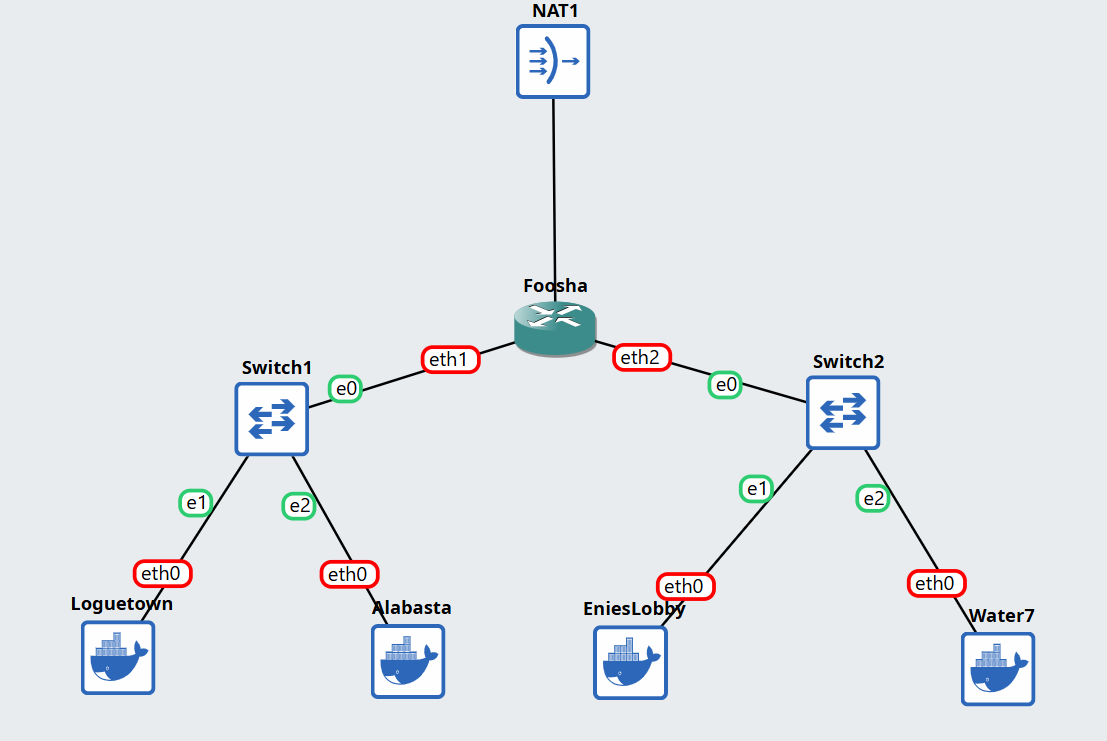 NAT1
Foosha
eth1
eth2
Switch1
Switch2
e0
e0
e1
e2
e1
e2
eth0
eth0
eth0
eth0
Loguetown
Alabasta
EniesLobby
Water7